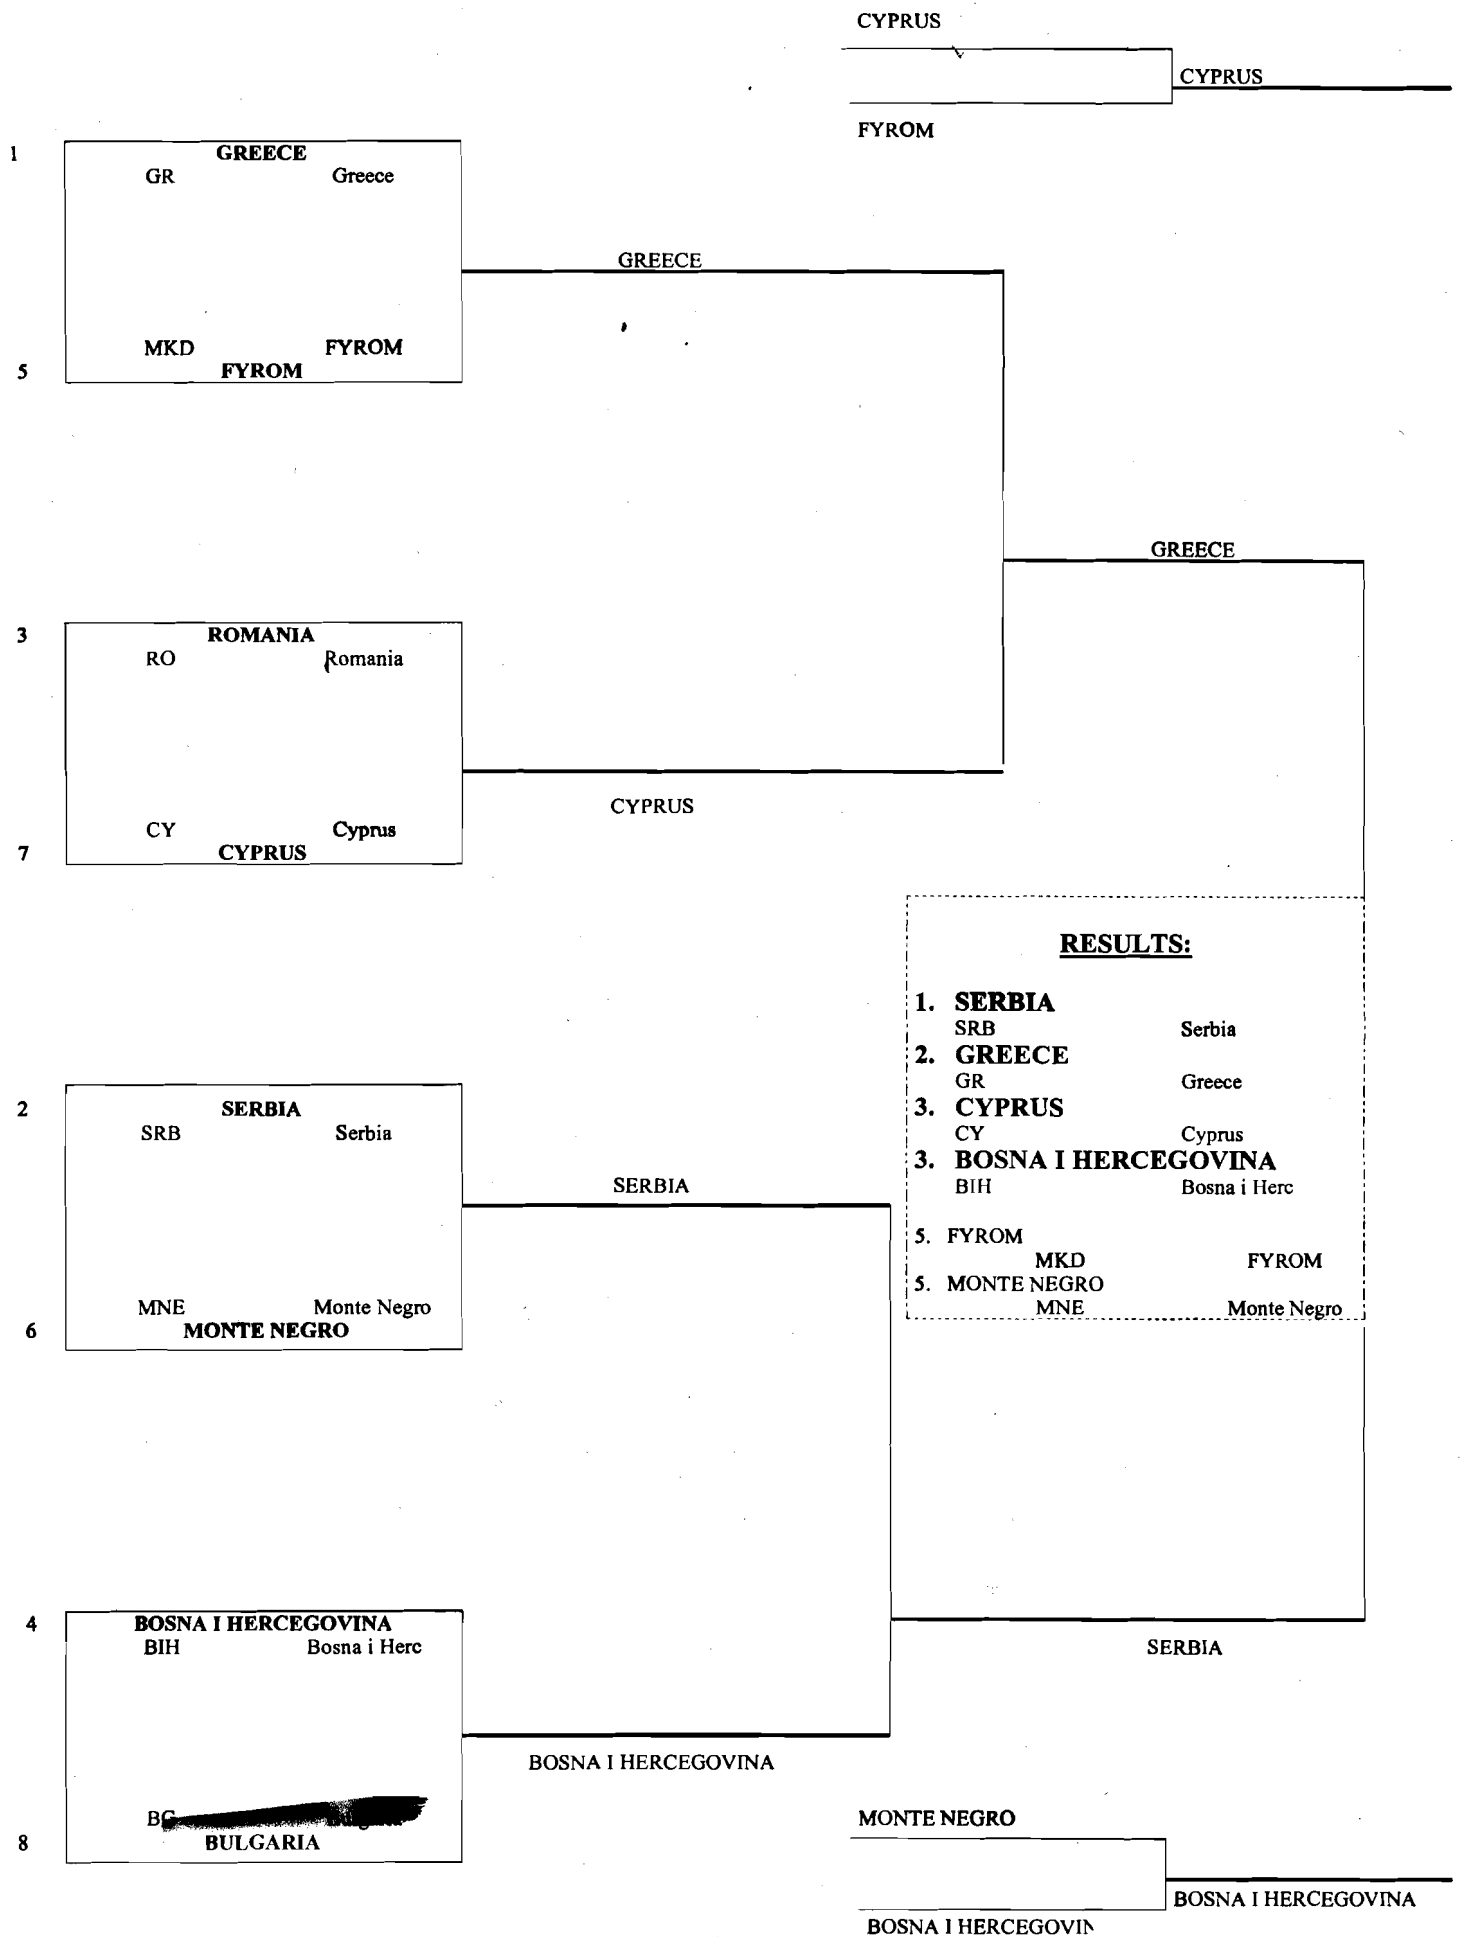 CYPRUS
CYPRUS
FYROM
1
GREECE
GR Greece
GREECE
MKD FYROM
5
FYROM
GREECE
3
ROMANIA
RO Romania
CYPRUS
CY Cyprus
7
CYPRUS
RESULTS:
1. SERBIA
SRB Serbia
2. GREECE
GR Greece
3. CYPRUS
CY Cyprus
3. BOSNA I HERCEGOVINA
BIH Bosna i Herc
5. FYROM
MKD FYROM
5. MONTE NEGRO
MNE Monte Negro
2
SERBIA
SRB Serbia
SERBIA
MNE Monte Negro
6
MONTE NEGRO
4
BOSNA I HERCEGOVINA
BIH Bosna i Herc
SERBIA
BOSNA I HERCEGOVINA
BG
8
BULGARIA
MONTE NEGRO
BOSNA I HERCEGOVINA
BOSNA I HERCEGOVIN